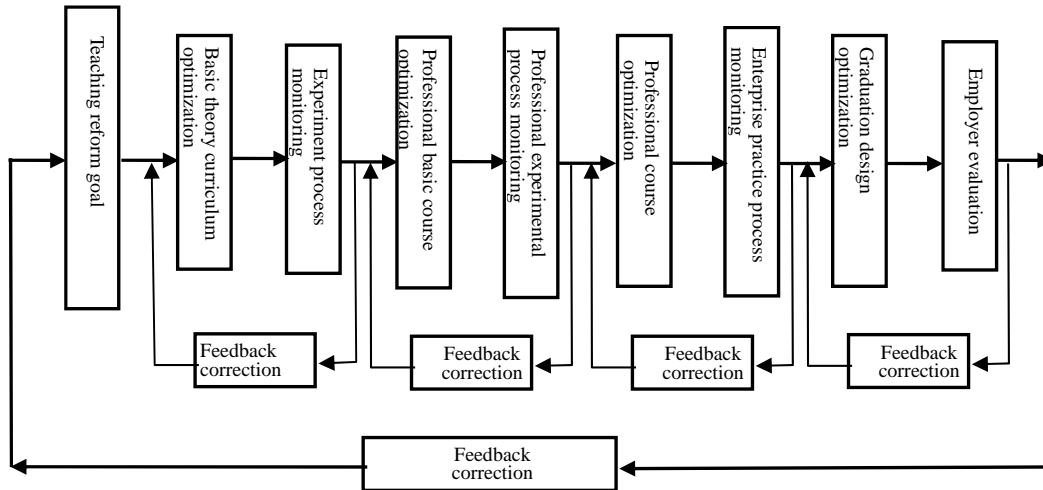 Teaching reform goal
Basic theory curriculum
optimization
Experiment process
monitoring
Professional basic course
optimization
Professional experimental
process monitoring
Professional course
optimization
Enterprise practice process
monitoring
Graduation design
optimization
Employer evaluation
Feedback
correction
Feedback
correction
Feedback
correction
Feedback
correction
Feedback
correction